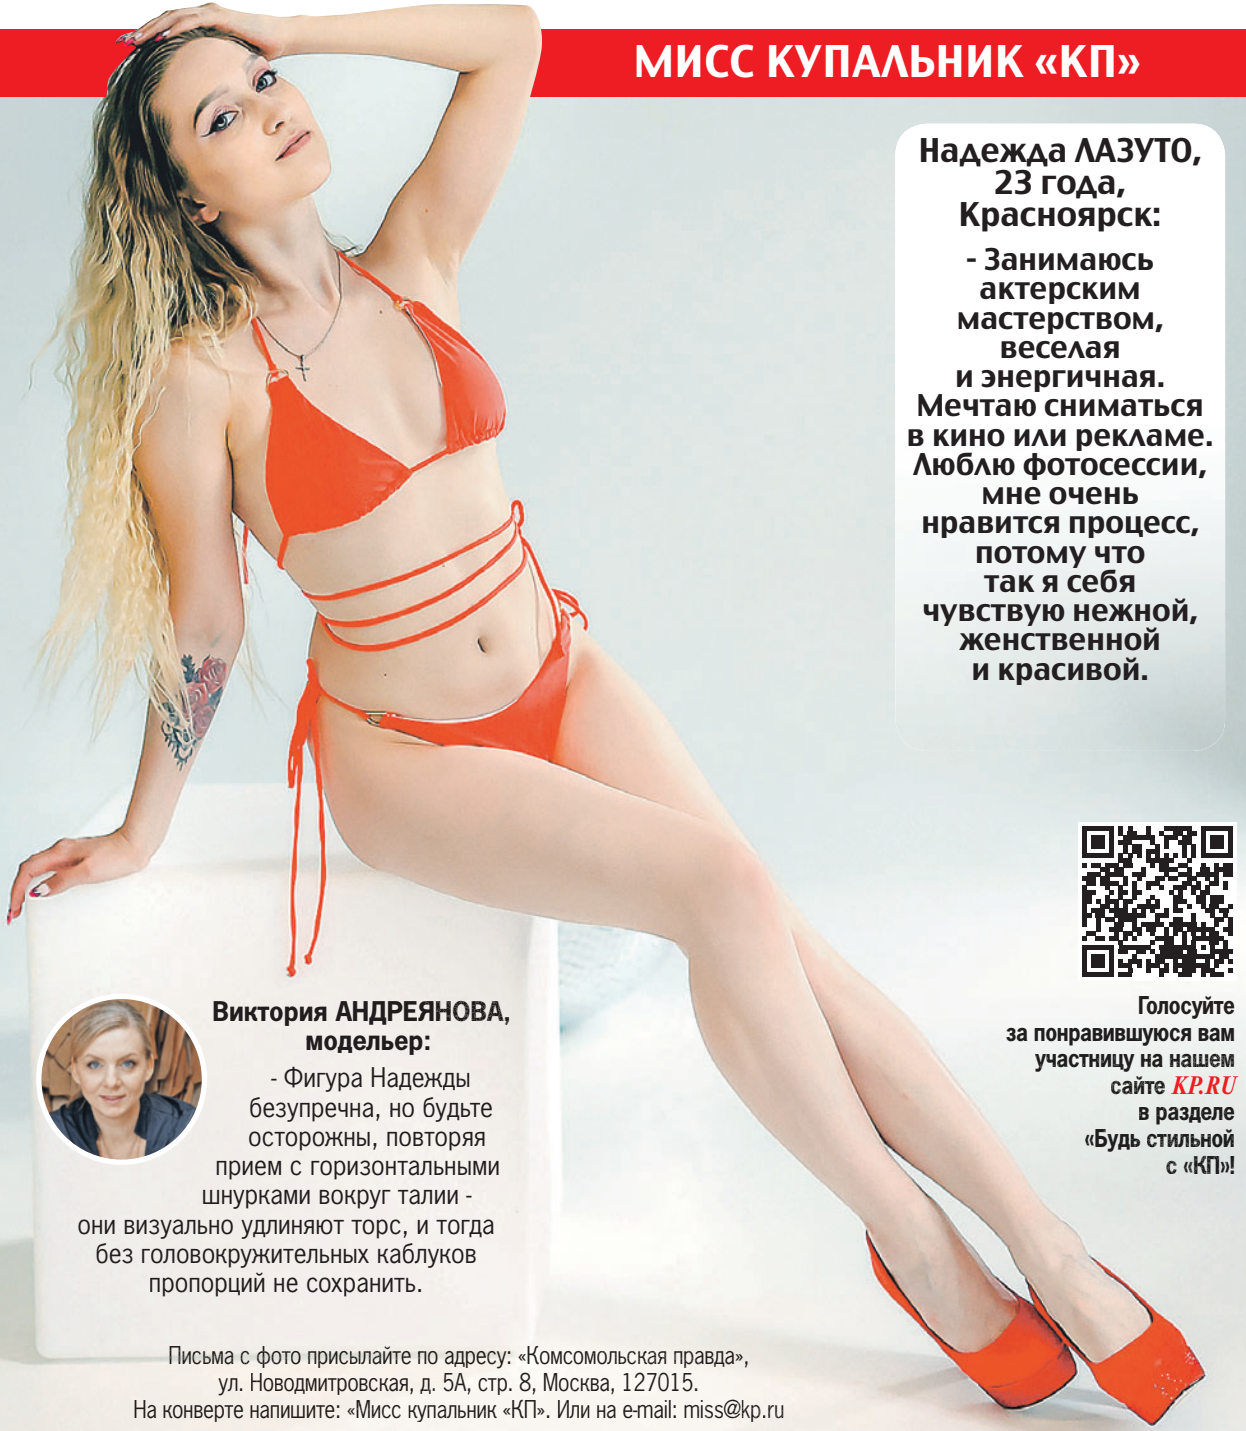 МИСС КУПАЛЬНИК «КП»
Надежда ЛАЗУТО,
23 года,
Красноярск:
- Занимаюсь
актерским
мастерством,
веселая
и энергичная.
Мечтаю сниматься
в кино или рекламе.
Люблю фотосессии,
мне очень
нравится процесс,
потому что
так я себя
чувствую нежной,
женственной
и красивой.
Голосуйте
за понравившуюся вам
участницу на нашем
сайте KP.RU
в разделе
«Будь стильной
с «КП»!
Виктория АНДРЕЯНОВА,
модельер:
- Фигура Надежды
безупречна, но будьте
осторожны, повторяя
прием с горизонтальными
шнурками вокруг талии -
они визуально удлиняют торс, и тогда
без головокружительных каблуков
пропорций не сохранить.
Письма с фото присылайте по адресу: «Комсомольская правда»,
ул. Новодмитровская, д. 5А, стр. 8, Москва, 127015.
На конверте напишите: «Мисс купальник «КП». Или на e-mail: miss@kp.ru